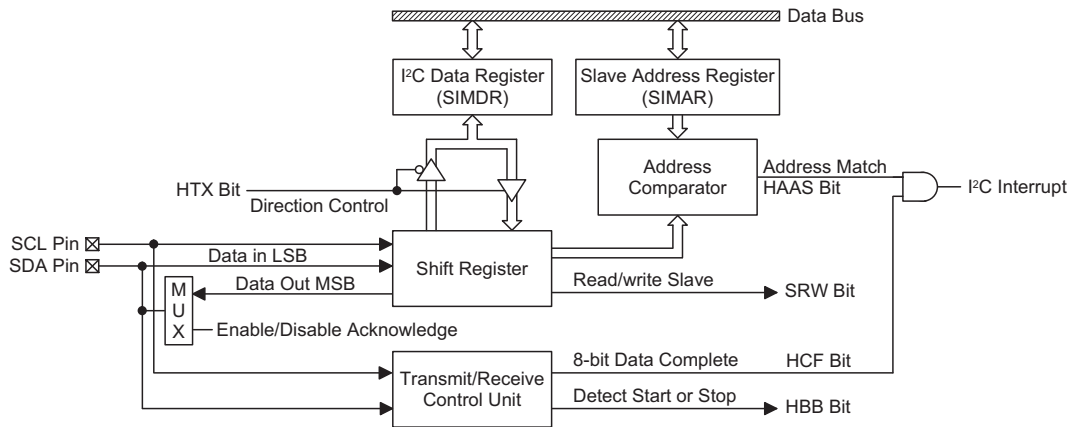 Data Bus
I²C Data Register
(SIMDR)
Slave Address Register
(SIMAR)
Address
Comparator
Address Match
HAAS Bit
I²C Interrupt
HTX Bit
Direction Control
SCL Pin
SDA Pin
Data in LSB
Shift Register
Data Out MSB
Read/write Slave
SRW Bit
M
U
X
Enable/Disable Acknowledge
Transmit/Receive
Control Unit
8-bit Data Complete
HCF Bit
Detect Start or Stop
HBB Bit